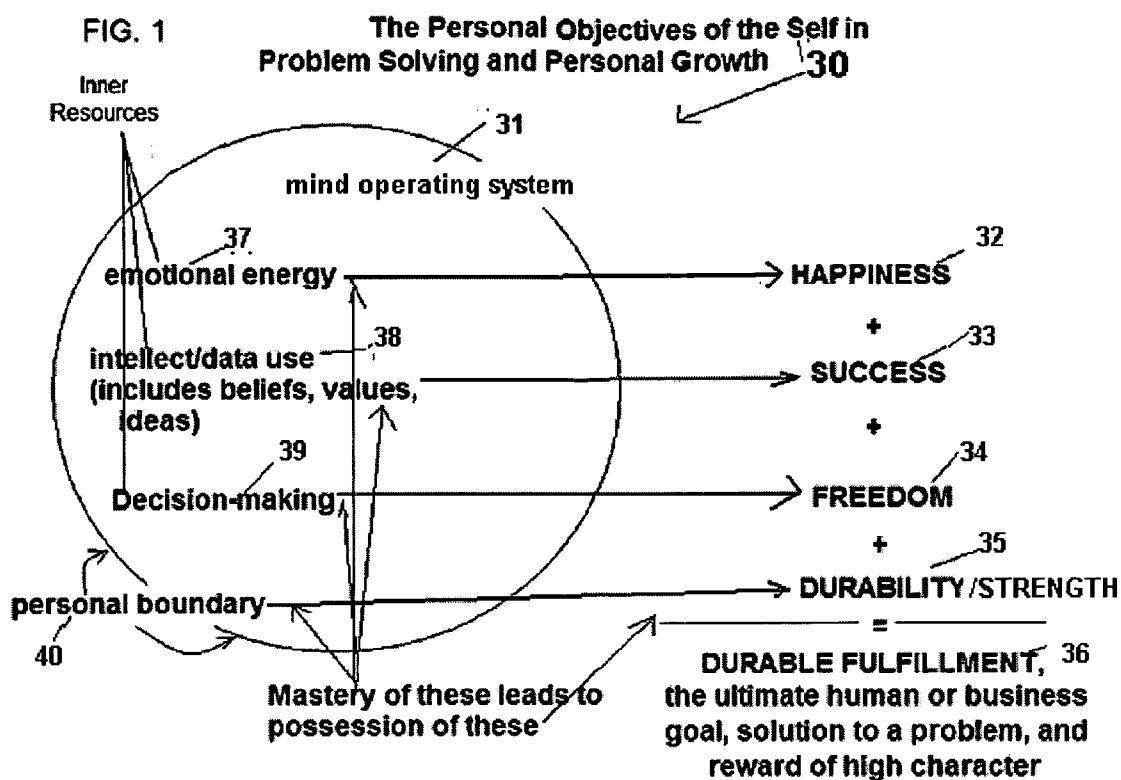 FIG. 1
The Personal Objectives of the Self in
Problem Solving and Personal Growth 30
Inner
Resources
31
mind operating system
37
emotional energy
32
HAPPINESS
+
38
intellect/data use
(includes beliefs, values,
ideas)
33
SUCCESS
+
39
Decision-making
34
FREEDOM
+
35
DURABILITY/STRENGTH
personal boundary
40
=
Mastery of these leads to
possession of these
DURABLE FULFILLMENT, 36
the ultimate human or business
goal, solution to a problem, and
reward of high character